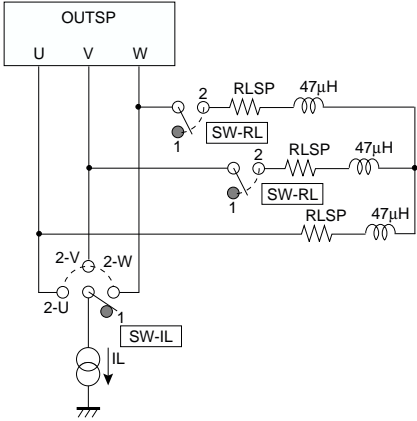 OUTSP
U V W
2 RLSP 47μH
1 SW-RL
2 RLSP 47μH
1 SW-RL
RLSP 47μH
2-V 2-W
2-U 1
SW-IL
IL